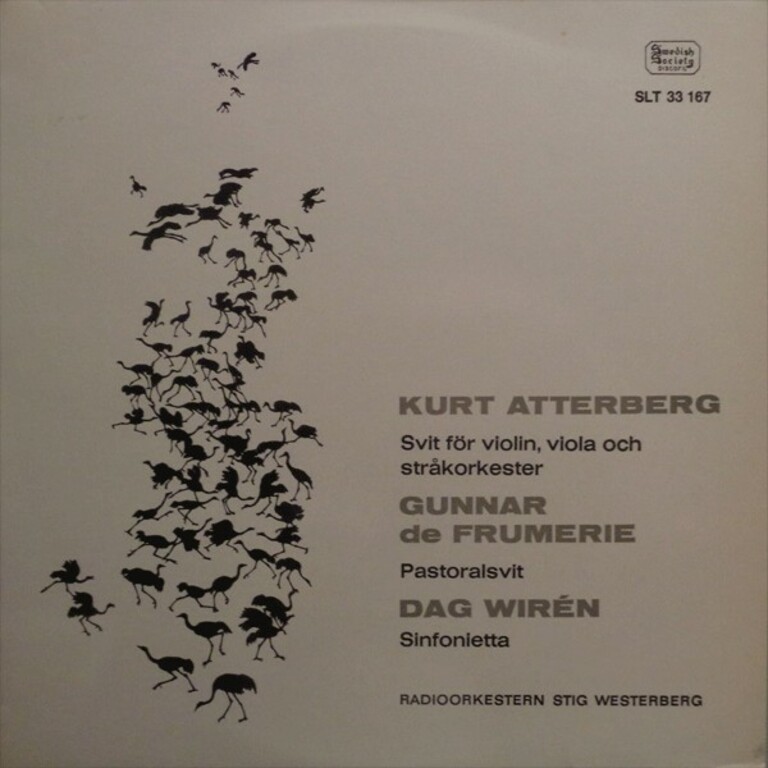 Swedish
Society
DISCOFIL
SLT 33 167
KURT ATTERBERG
Svit för violin, viola och
stråkorkester
GUNNAR
de FRUMERIE
Pastoralsvit
DAG WIRÉN
Sinfonietta
RADIOORKESTERN STIG WESTERBERG